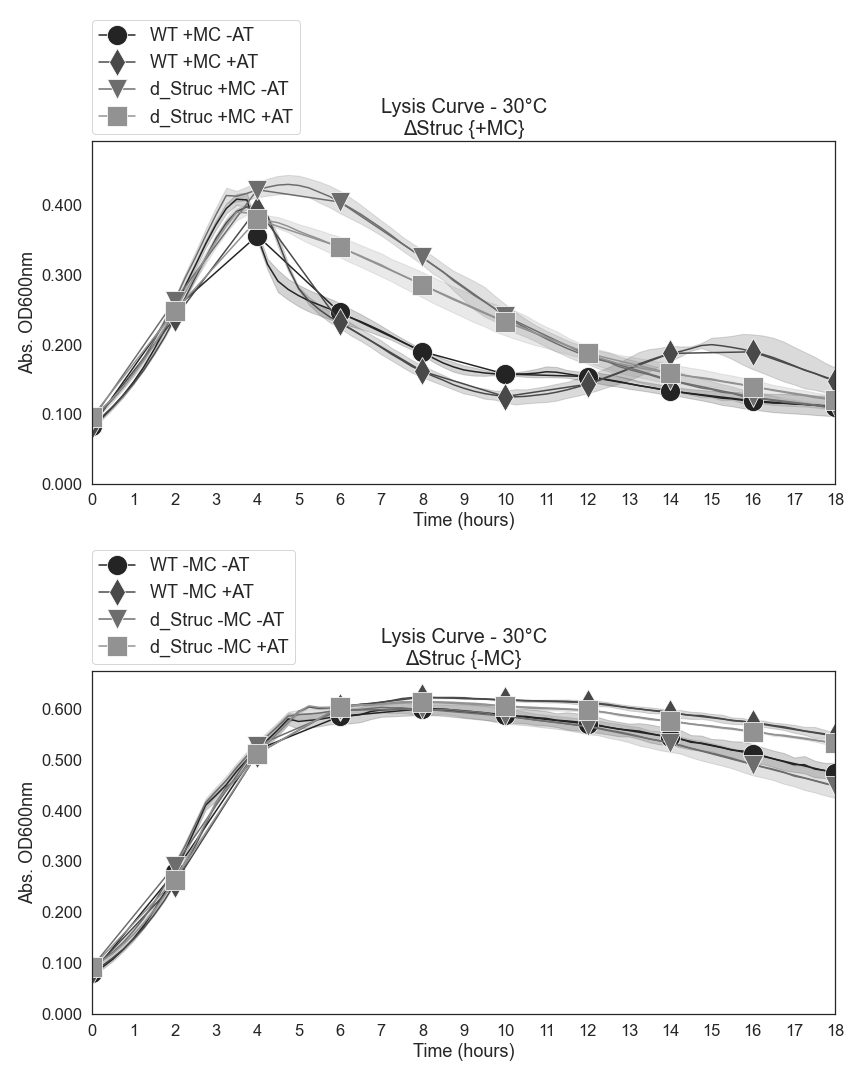 WT +MC -AT
WT +MC +AT
d_Struc +MC -AT
d_Struc +MC +AT
Lysis Curve - 30°C
ΔStruc {+MC}
Abs. OD600nm
0.400
0.300
0.200
0.100
0.000
0 1 2 3 4 5 6 7 8 9 10 11 12 13 14 15 16 17 18
Time (hours)
WT -MC -AT
WT -MC +AT
d_Struc -MC -AT
d_Struc -MC +AT
Lysis Curve - 30°C
ΔStruc {-MC}
Abs. OD600nm
0.600
0.500
0.400
0.300
0.200
0.100
0.000
0 1 2 3 4 5 6 7 8 9 10 11 12 13 14 15 16 17 18
Time (hours)